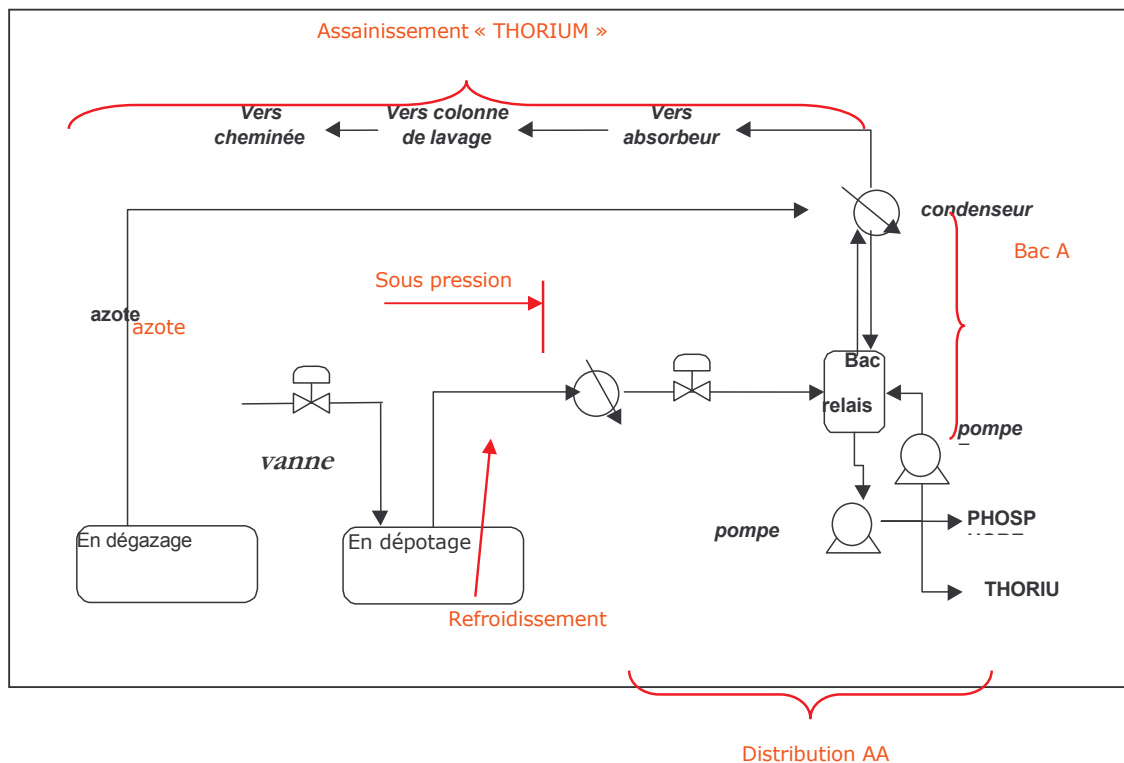 Assainissement « THORIUM »
Vers
cheminée
Vers colonne
de lavage
Vers
absorbeur
condenseur
Bac A
Sous pression
azote
azote
Bac
relais
vanne
pompe
pompe
En dégazage
En dépotage
PHOSP
THORIU
Refroidissement
Distribution AA